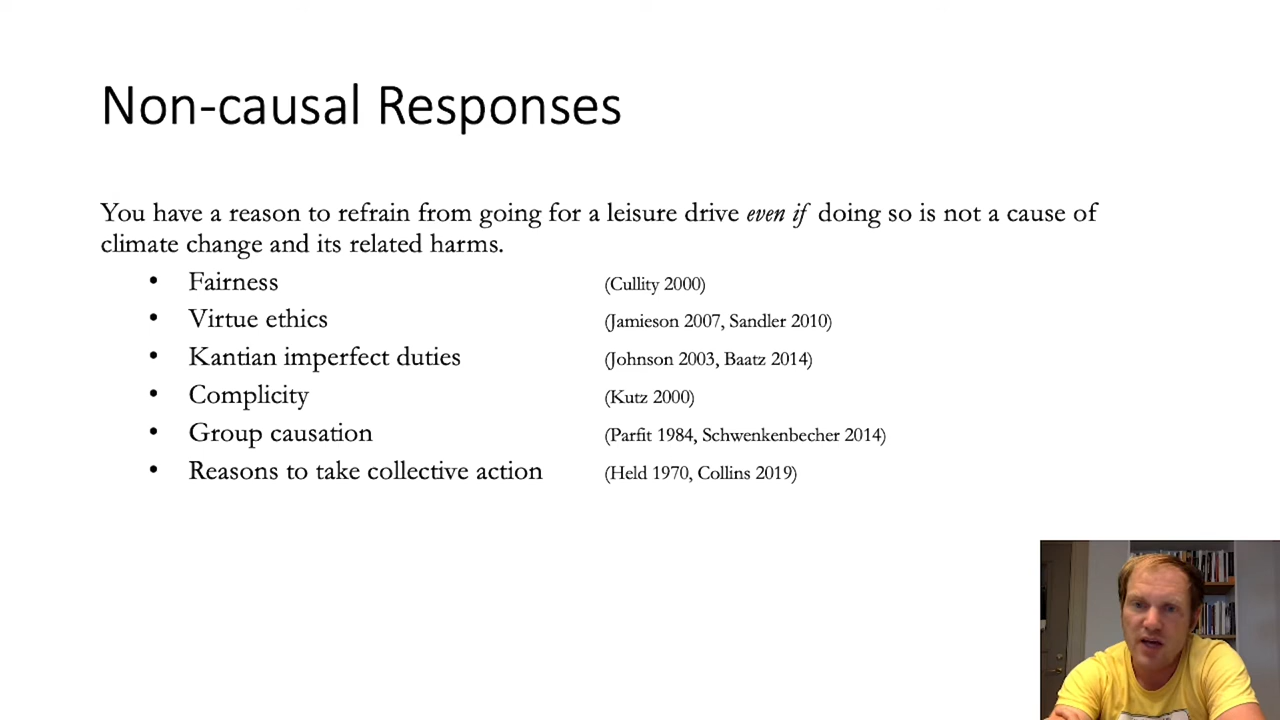 Non-causal Responses
You have a reason to refrain from going for a leisure drive even if doing so is not a cause of
climate change and its related harms.
• Fairness (Cullity 2000)
• Virtue ethics (Jamieson 2007, Sandler 2010)
• Kantian imperfect duties (Johnson 2003, Baatz 2014)
• Complicity (Kutz 2000)
• Group causation (Parfit 1984, Schwenkenbecher 2014)
• Reasons to take collective action (Held 1970, Collins 2019)